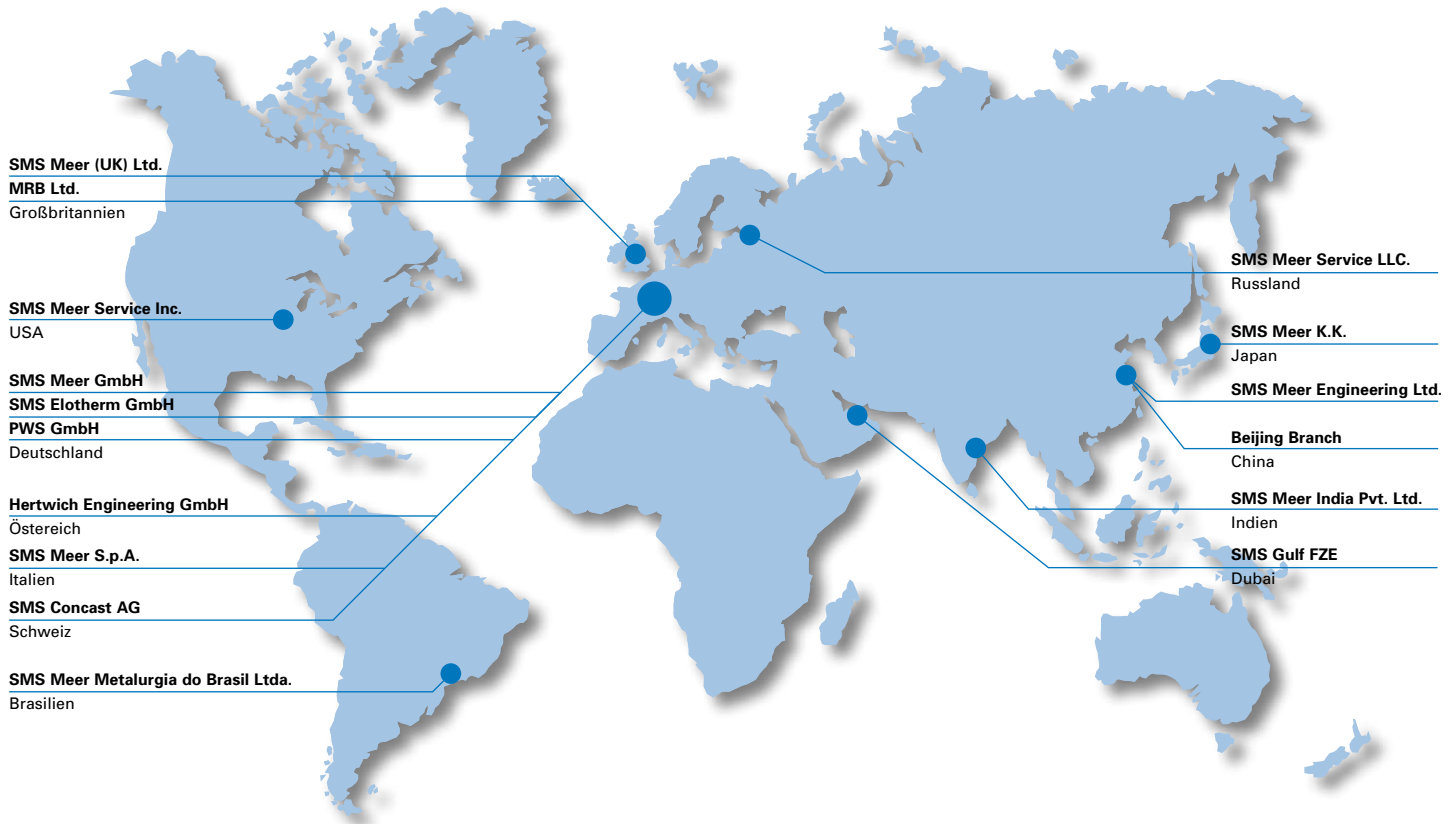 SMS Meer (UK) Ltd.
MRB Ltd.
Großbritannien
SMS Meer Service Inc.
USA
SMS Meer GmbH
SMS Elotherm GmbH
PWS GmbH
Deutschland
Hertwich Engineering GmbH
Östereich
SMS Meer S.p.A.
Italien
SMS Concast AG
Schweiz
SMS Meer Metalurgia do Brasil Ltda.
Brasilien
SMS Meer Service LLC.
Russland
SMS Meer K.K.
Japan
SMS Meer Engineering Ltd.
Beijing Branch
China
SMS Meer India Pvt. Ltd.
Indien
SMS Gulf FZE
Dubai